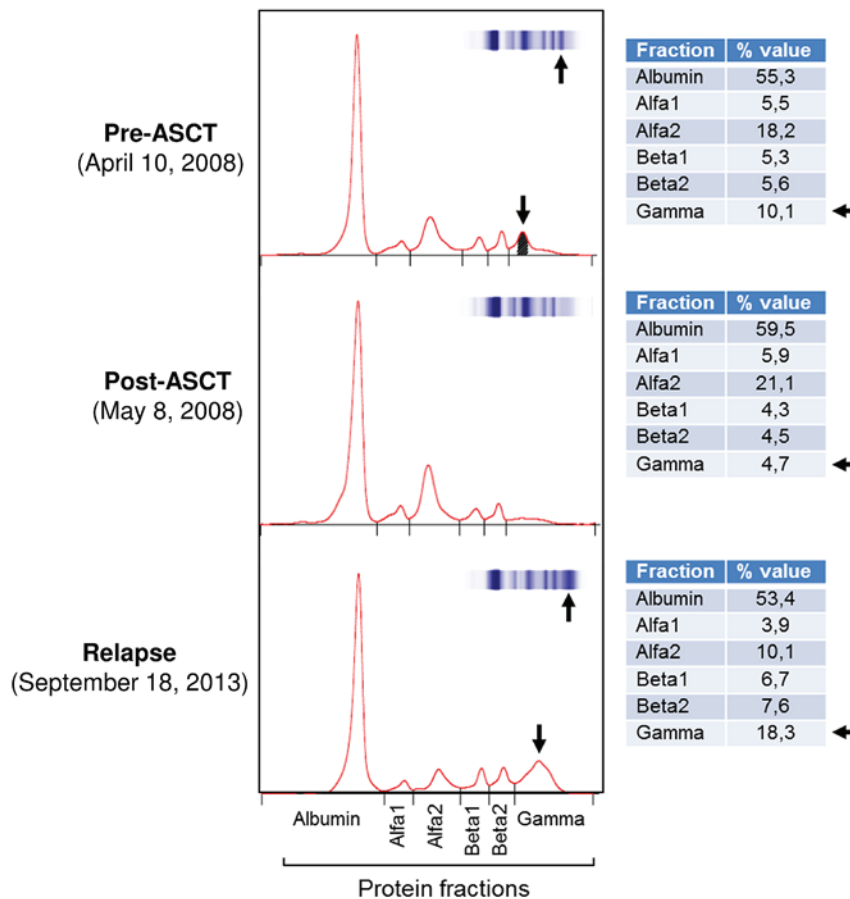 Pre-ASCT
(April 10, 2008)
Fraction % value
Albumin 55,3
Alfa1 5,5
Alfa2 18,2
Beta1 5,3
Beta2 5,6
Gamma 10,1
Post-ASCT
(May 8, 2008)
Fraction % value
Albumin 59,5
Alfa1 5,9
Alfa2 21,1
Beta1 4,3
Beta2 4,5
Gamma 4,7
Relapse
(September 18, 2013)
Fraction % value
Albumin 53,4
Alfa1 3,9
Alfa2 10,1
Beta1 6,7
Beta2 7,6
Gamma 18,3
Albumin Alfa1 Alfa2 Beta1 Beta2 Gamma
Protein fractions